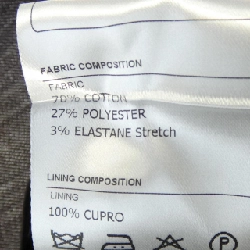 FABRIC COMPOSITION
FABRIC
70% COTTON
27% POLYESTER
3% ELASTANE Stretch
LINING COMPOSITION
LINING
100% CUPRO